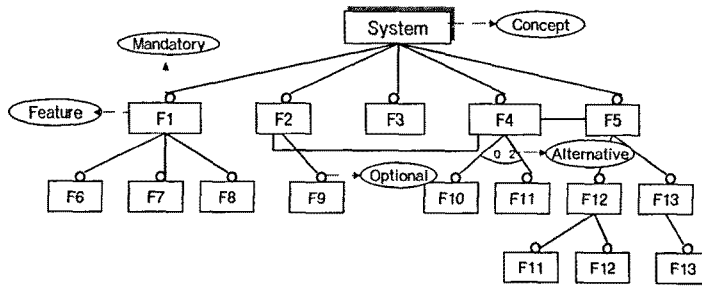 System
Concept
Mandatory
Feature
F1
F2
F3
F4
F5
0 2
Alternative
F6
F7
F8
F9
Optional
F10
F11
F12
F13
F11
F12
F13